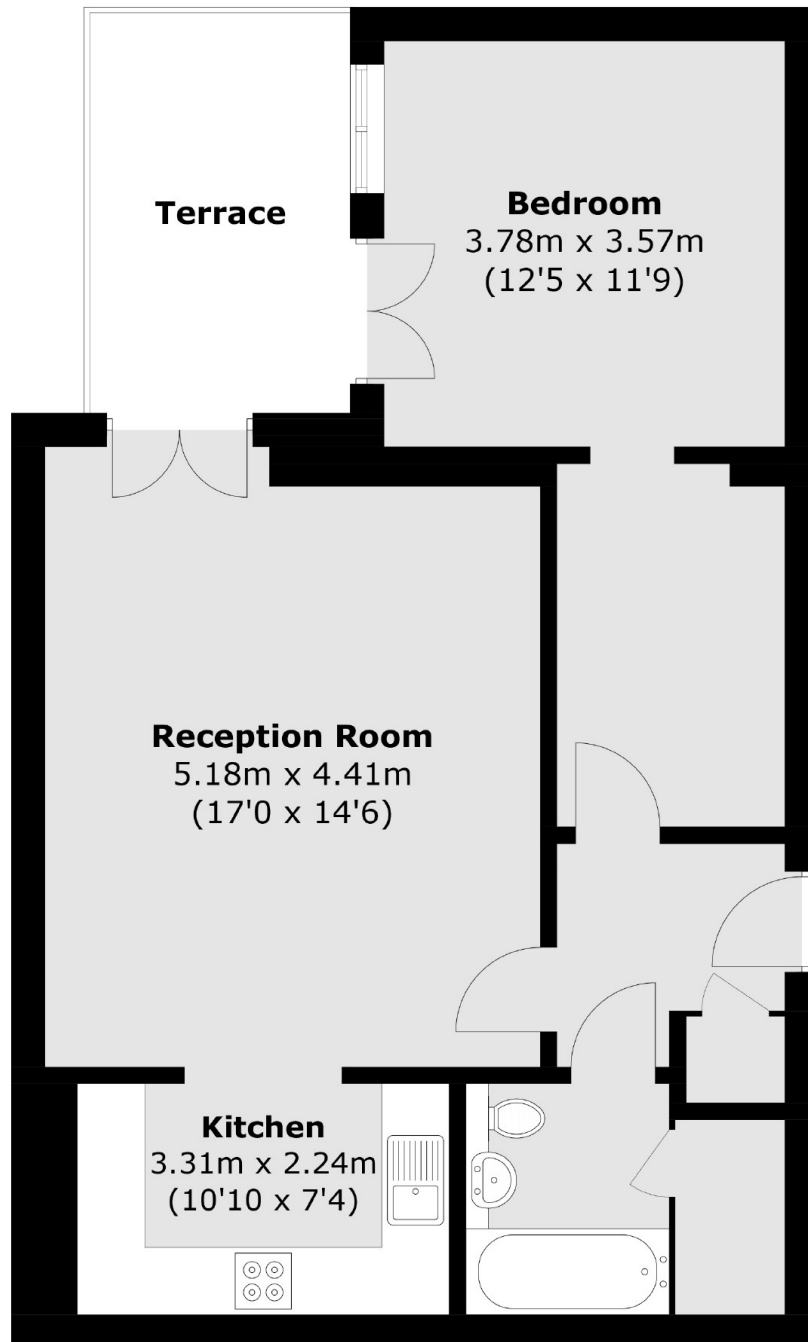 Terrace
Bedroom
3.78m x 3.57m
(12'5 x 11'9)
Reception Room
5.18m x 4.41m
(17'0 x 14'6)
Kitchen
3.31m x 2.24m
(10'10 x 7'4)